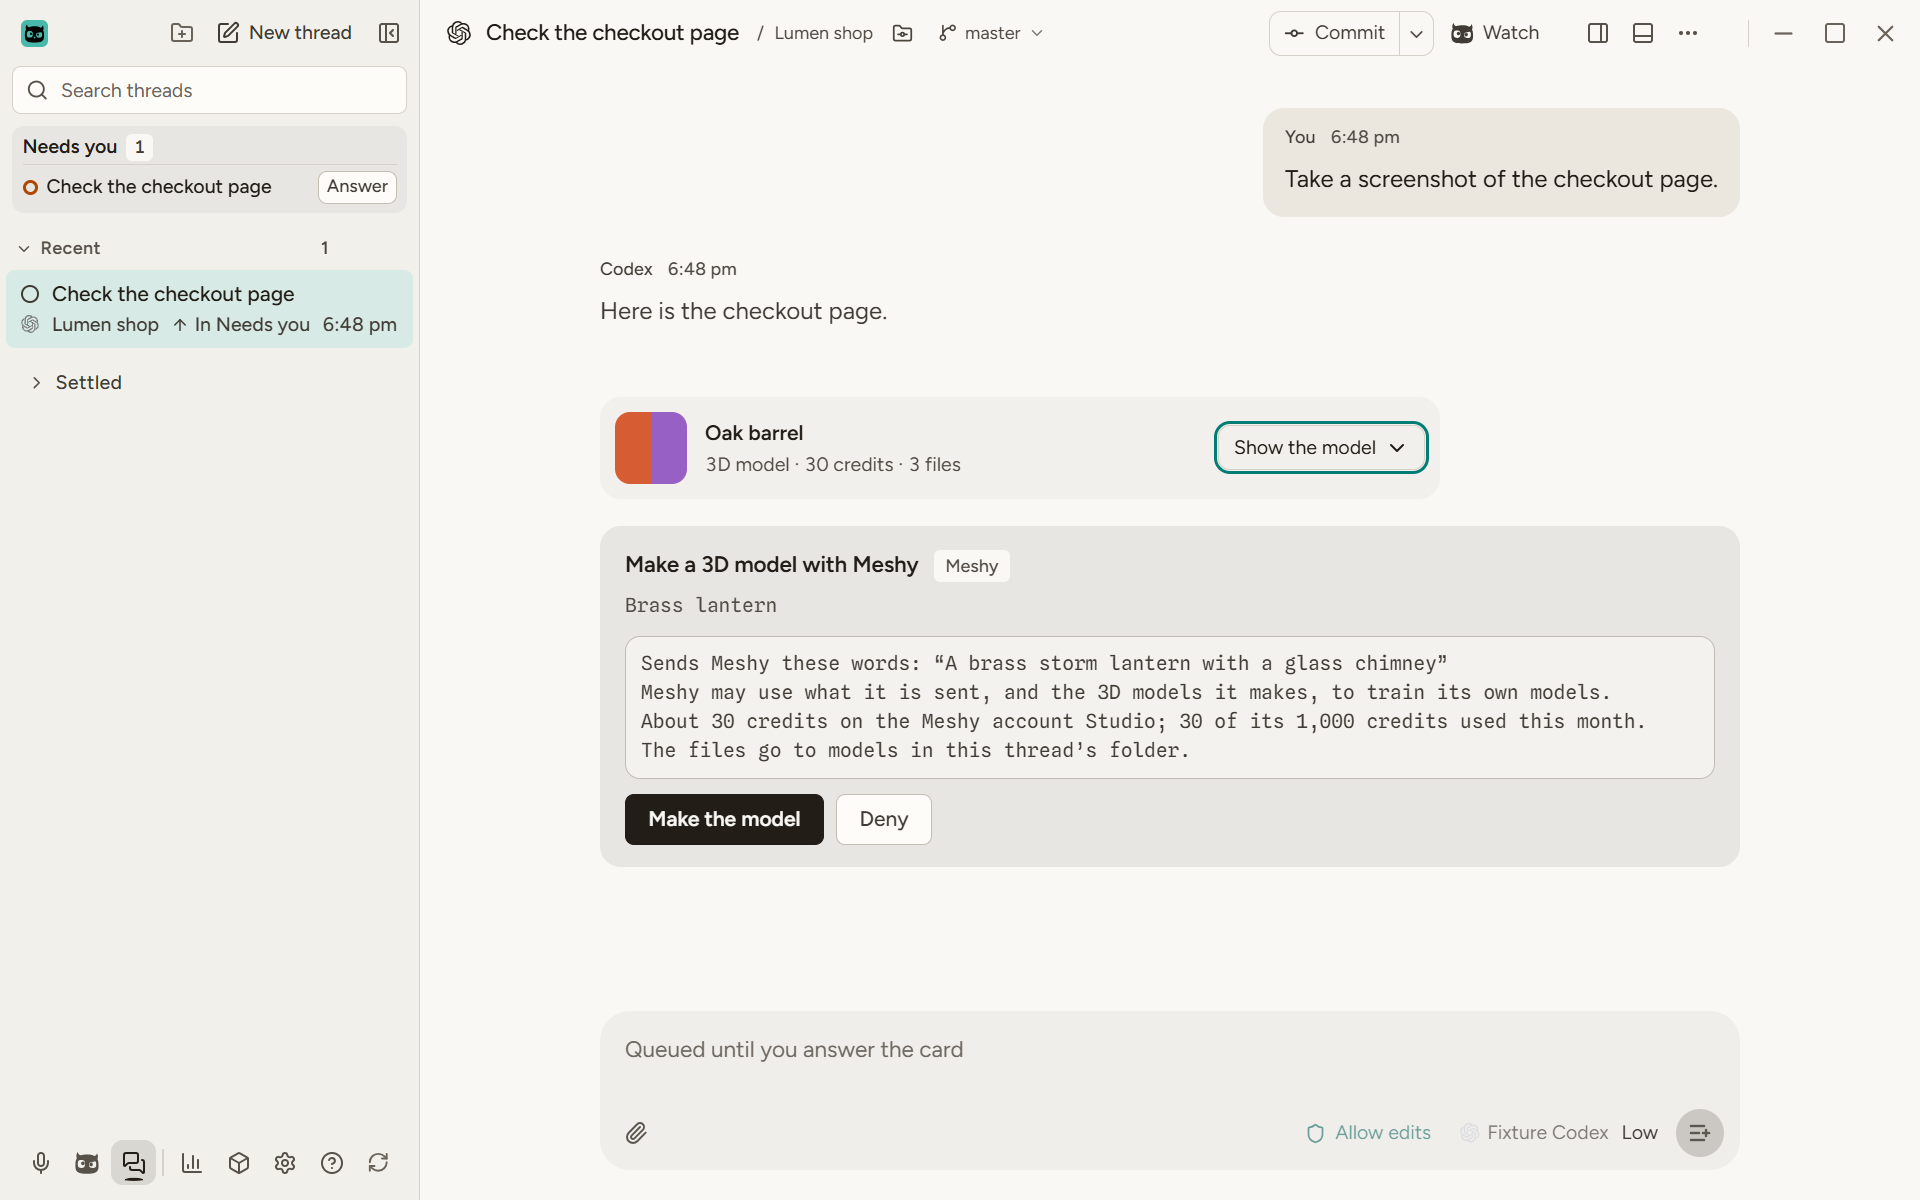 New thread
Search threads
Needs you 1
Check the checkout page Answer
Recent 1
Check the checkout page
Lumen shop In Needs you 6:48 pm
Settled
Check the checkout page / Lumen shop master
Commit Watch
You 6:48 pm
Take a screenshot of the checkout page.
Codex 6:48 pm
Here is the checkout page.
Oak barrel
3D model · 30 credits · 3 files
Show the model
Make a 3D model with Meshy Meshy
Brass lantern
Sends Meshy these words: “A brass storm lantern with a glass chimney”
Meshy may use what it is sent, and the 3D models it makes, to train its own models.
About 30 credits on the Meshy account Studio; 30 of its 1,000 credits used this month.
The files go to models in this thread’s folder.
Make the model Deny
Queued until you answer the card
Allow edits Fixture Codex Low